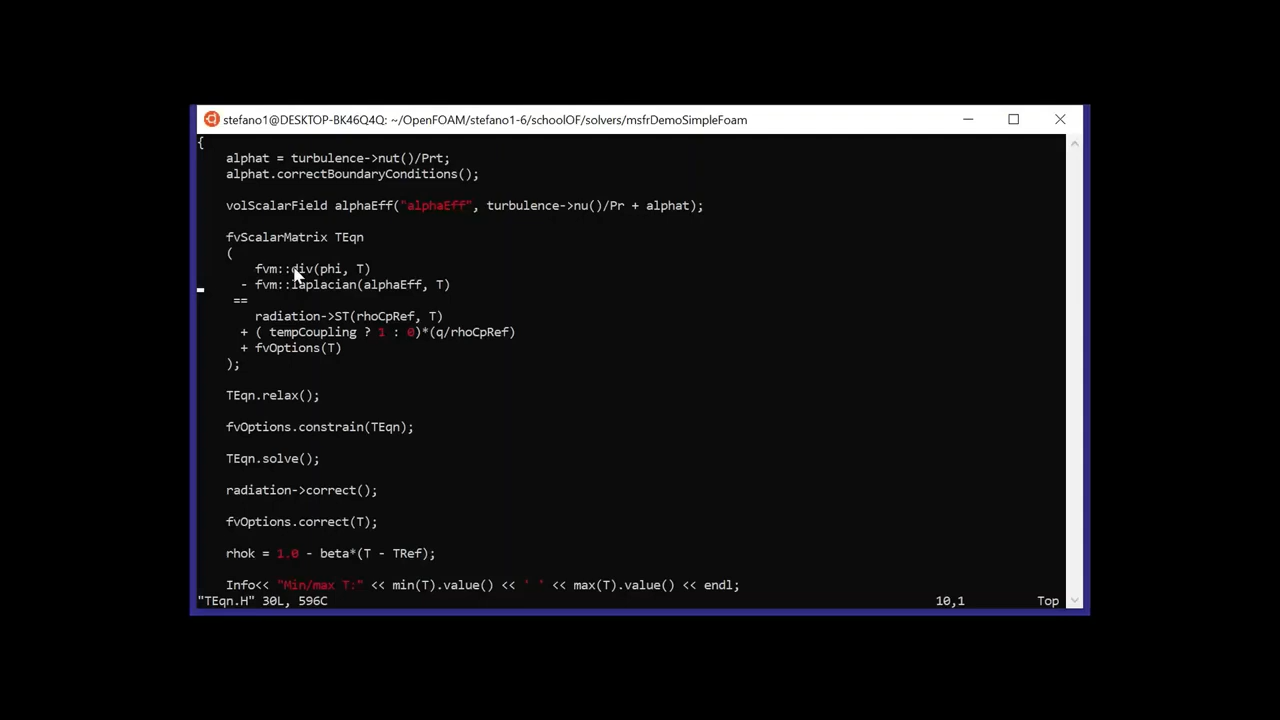 stefano1@DESKTOP-BK46Q4Q: ~/OpenFOAM/stefano1-6/schoolOF/solvers/msfrDemoSimpleFoam
{
alphat = turbulence->nut()/Prt;
alphat.correctBoundaryConditions();
volScalarField alphaEff("alphaEff", turbulence->nu()/Pr + alphat);
fvScalarMatrix TEqn
(
fvm::div(phi, T)
- fvm::laplacian(alphaEff, T)
==
radiation->ST(rhoCpRef, T)
+ ( tempCoupling ? 1 : 0)*(q/rhoCpRef)
+ fvOptions(T)
);
TEqn.relax();
fvOptions.constrain(TEqn);
TEqn.solve();
radiation->correct();
fvOptions.correct(T);
rhok = 1.0 - beta*(T - TRef);
Info<< "Min/max T:" << min(T).value() << ' ' << max(T).value() << endl;
"TEqn.H" 30L, 596C 10,1 Top